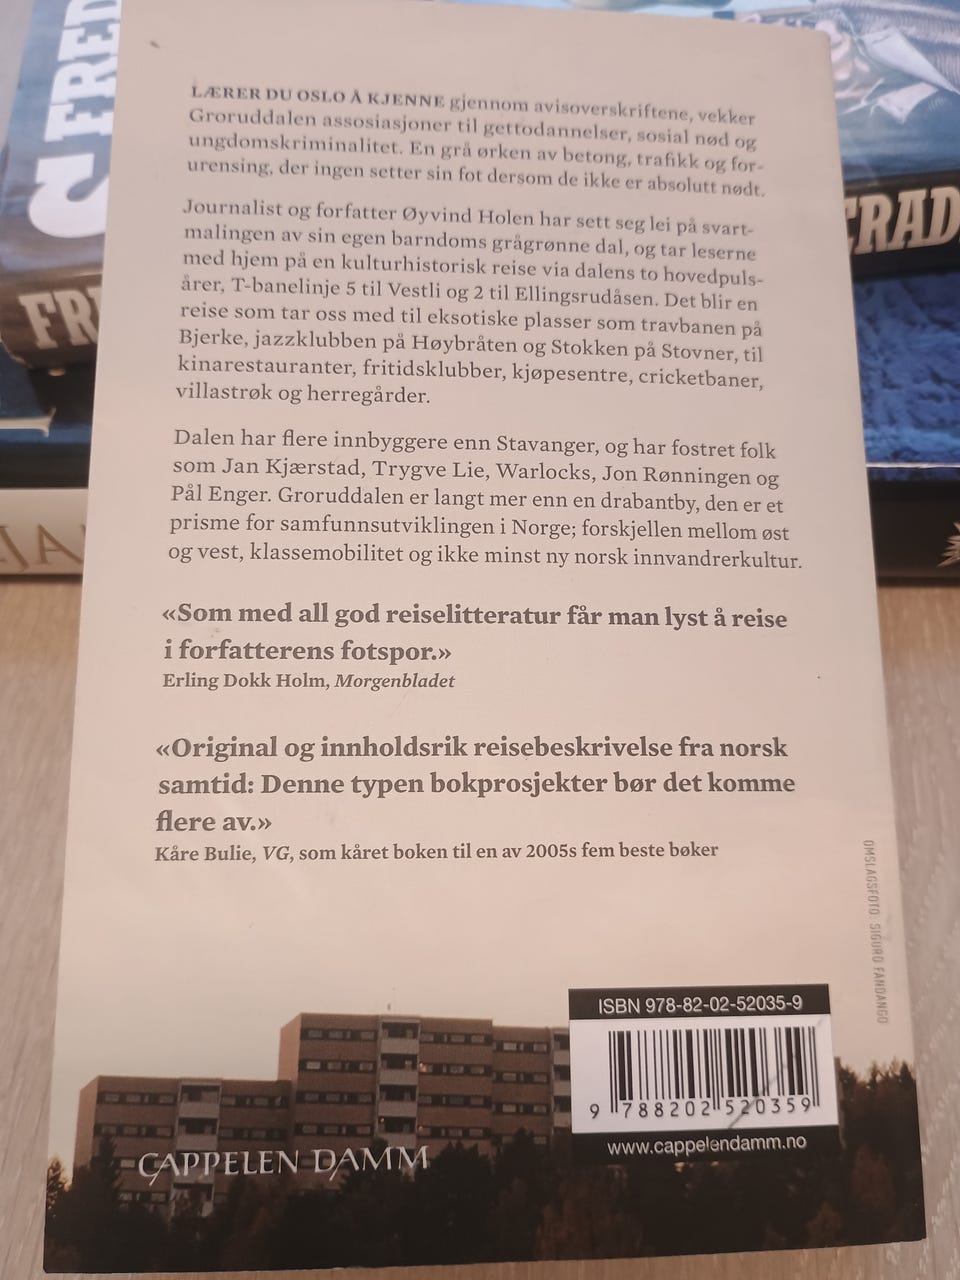 FRED
FRE
ERAD
JA
LÆRER DU OSLO Å KJENNE gjennom avisoverskriftene, vekker
Groruddalen assosiasjoner til gettodannelser, sosial nød og
ungdomskriminalitet. En grå ørken av betong, trafikk og for-
urensing, der ingen setter sin fot dersom de ikke er absolutt nødt.
Journalist og forfatter Øyvind Holen har sett seg lei på svart-
malingen av sin egen barndoms grågrønne dal, og tar leserne
med hjem på en kulturhistorisk reise via dalens to hovedpuls-
årer, T-banelinje 5 til Vestli og 2 til Ellingsrudåsen. Det blir en
reise som tar oss med til eksotiske plasser som travbanen på
Bjerke, jazzklubben på Høybråten og Stokken på Stovner, til
kinarestauranter, fritidsklubber, kjøpesentre, cricketbaner,
villastrøk og herregårder.
Dalen har flere innbyggere enn Stavanger, og har fostret folk
som Jan Kjærstad, Trygve Lie, Warlocks, Jon Rønningen og
Pål Enger. Groruddalen er langt mer enn en drabantby, den er et
prisme for samfunnsutviklingen i Norge; forskjellen mellom øst
og vest, klassemobilitet og ikke minst ny norsk innvandrerkultur.
«Som med all god reiselitteratur får man lyst å reise
i forfatterens fotspor.»
Erling Dokk Holm, Morgenbladet
«Original og innholdsrik reisebeskrivelse fra norsk
samtid: Denne typen bokprosjekter bør det komme
flere av.»
Kåre Bulie, VG, som kåret boken til en av 2005s fem beste bøker
OMSLAGSFOTO: SIGURD FANDANGO
ISBN 978-82-02-52035-9
9 788202 520359
www.cappelendamm.no
CAPPELEN DAMM